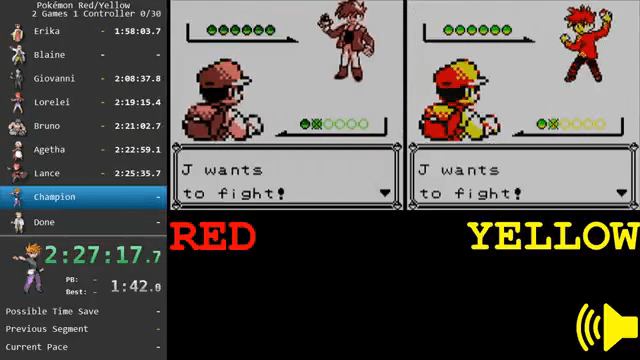 Pokémon Red/Yellow
2 Games 1 Controller 0/30
Erika - 1:58:03.7
Blaine - -
Giovanni - 2:08:37.8
Lorelei - 2:19:15.4
Bruno - 2:21:02.7
Agetha - 2:22:59.1
Lance - 2:25:35.7
Champion -
Done -
2:27:17.7
PB: -
Best: - 1:42.0
Possible Time Save -
Previous Segment -
Current Pace -
J wants
to fight!
J wants
to fight!
RED
YELLOW